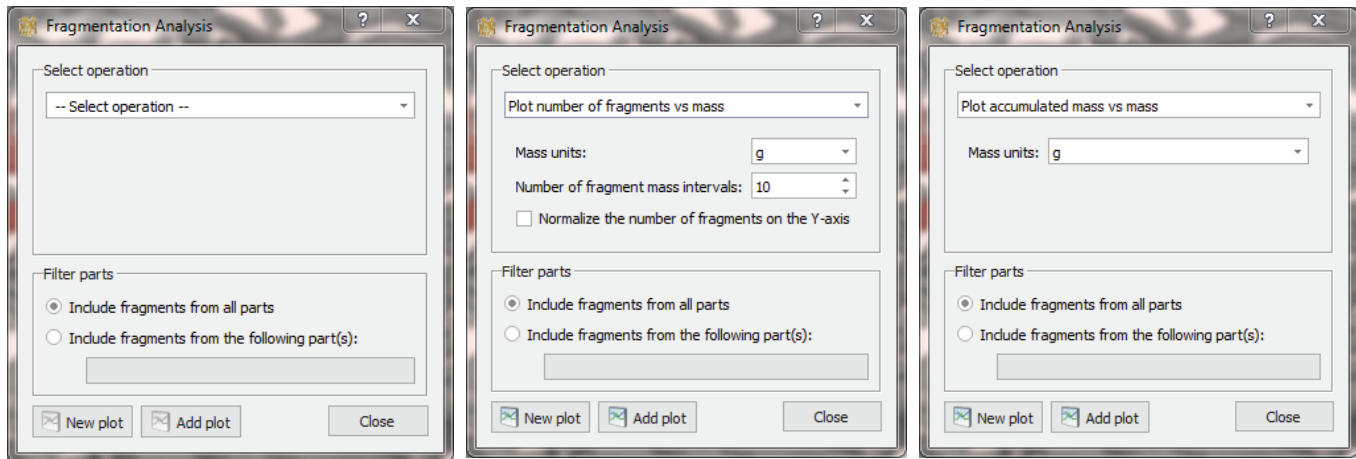 Fragmentation Analysis
Select operation
-- Select operation --
Filter parts
Include fragments from all parts
Include fragments from the following part(s):
New plot
Add plot
Close
Fragmentation Analysis
Select operation
Plot number of fragments vs mass
Mass units: g
Number of fragment mass intervals: 10
Normalize the number of fragments on the Y-axis
Filter parts
Include fragments from all parts
Include fragments from the following part(s):
New plot
Add plot
Close
Fragmentation Analysis
Select operation
Plot accumulated mass vs mass
Mass units: g
Filter parts
Include fragments from all parts
Include fragments from the following part(s):
New plot
Add plot
Close